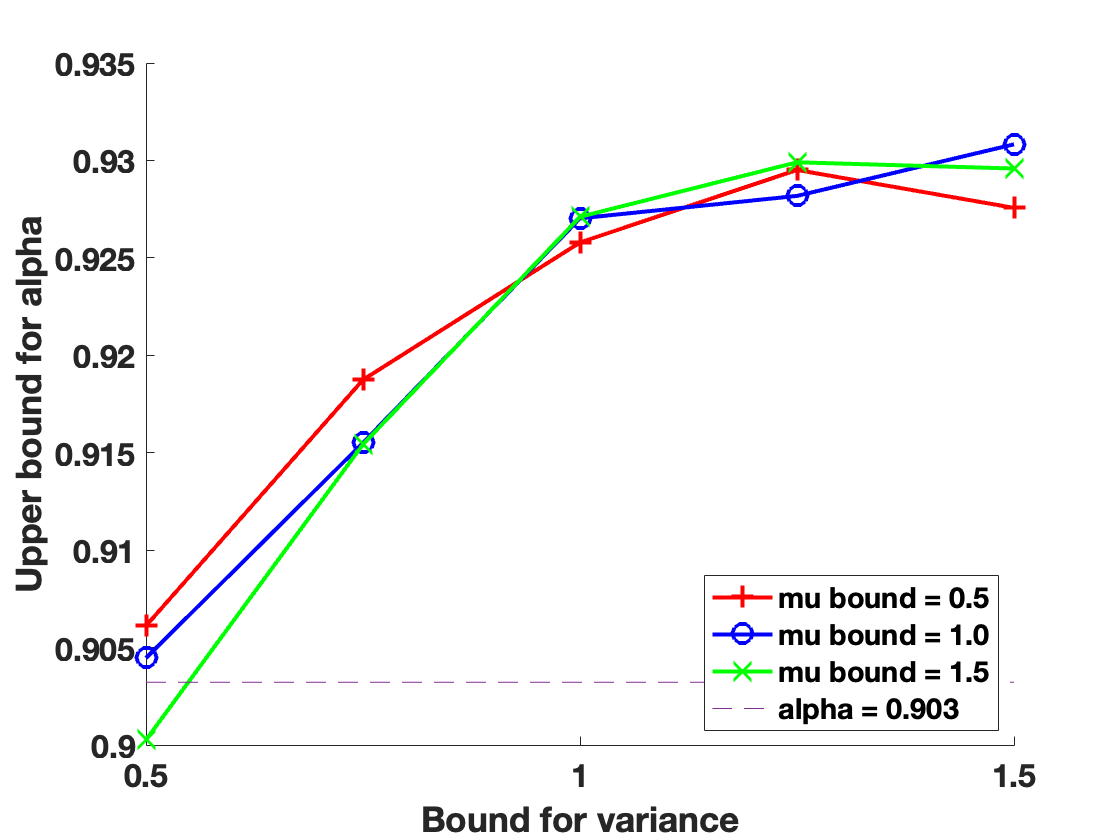 0.935
0.93
0.925
0.92
0.915
0.91
0.905
0.9
Upper bound for alpha
0.5
1
1.5
Bound for variance
mu bound = 0.5
mu bound = 1.0
mu bound = 1.5
alpha = 0.903